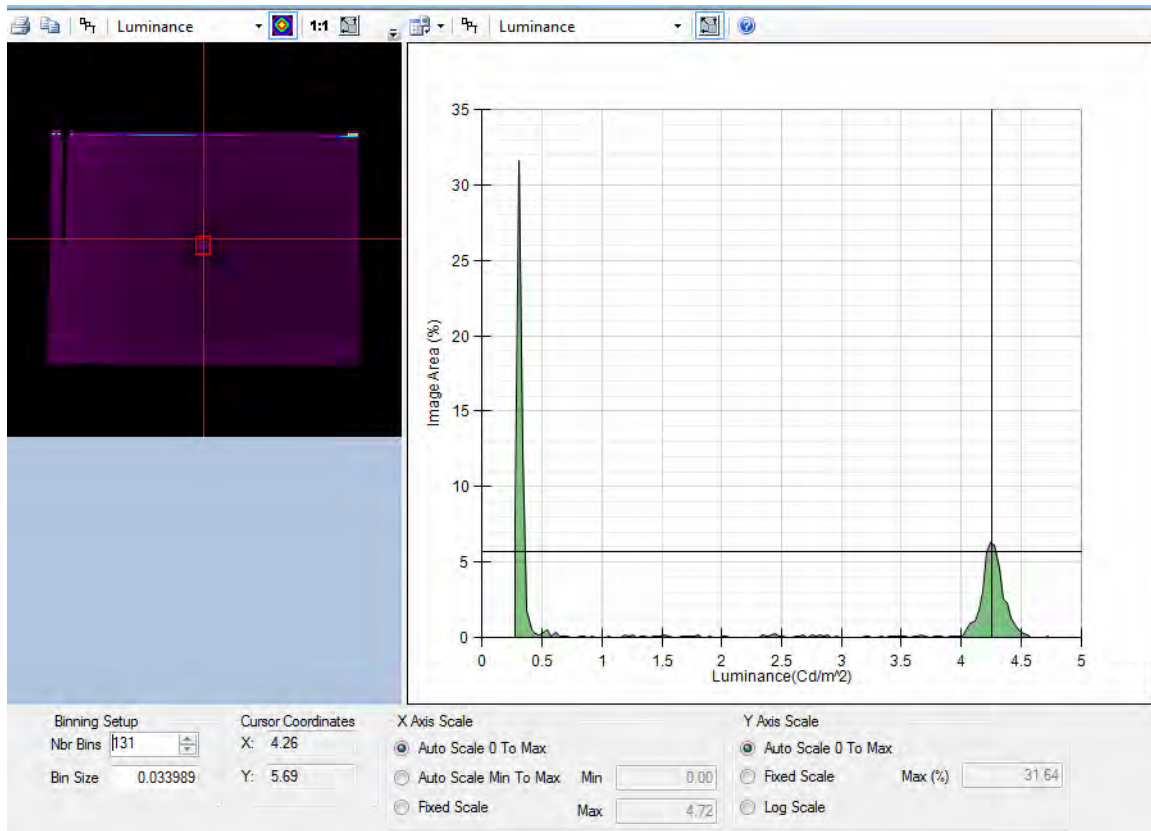 Luminance
1:1
Luminance
35
30
25
20
15
10
5
0
Image Area (%)
0 0.5 1 1.5 2 2.5 3 3.5 4 4.5 5
Luminance(Cd/m^2)
Binning Setup
Nbr Bins 131
Bin Size 0.033989
Cursor Coordinates
X: 4.26
Y: 5.69
X Axis Scale
Auto Scale 0 To Max
Auto Scale Min To Max Min 0.00
Fixed Scale Max 4.72
Y Axis Scale
Auto Scale 0 To Max
Fixed Scale Max (%) 31.64
Log Scale